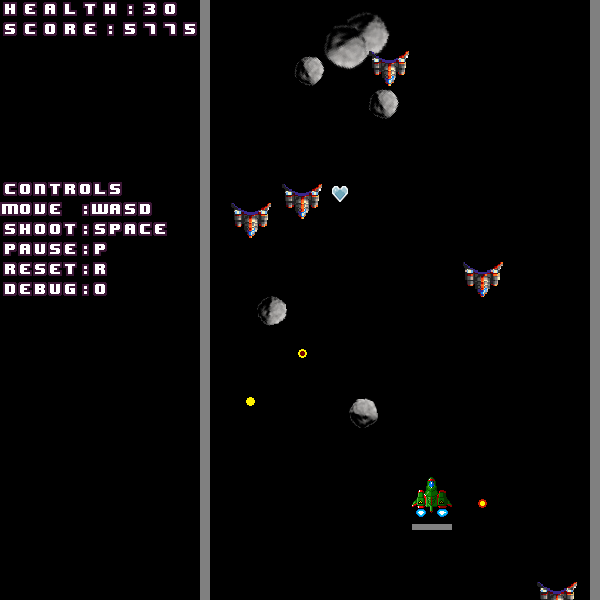 HEALTH:30
SCORE:5775
CONTROLS
MOVE :WASD
SHOOT:SPACE
PAUSE:P
RESET:R
DEBUG:O